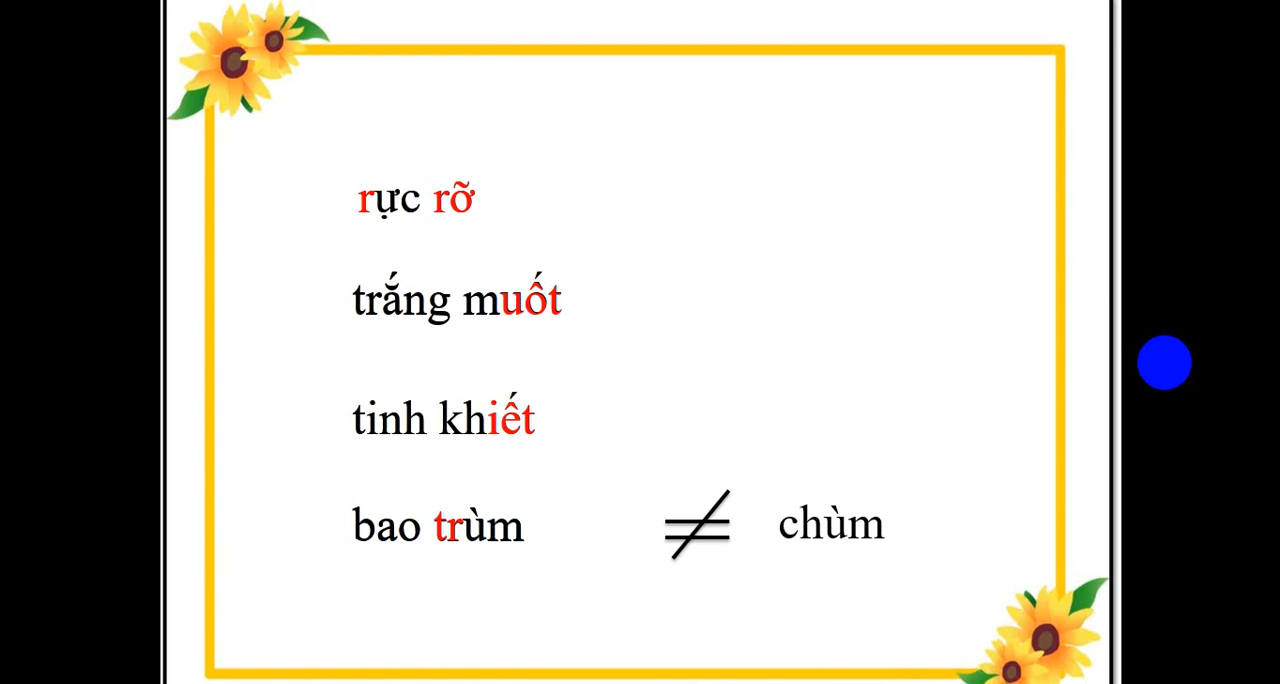 rực rỡ
trắng muốt
tinh khiết
bao trùm ≠ chùm